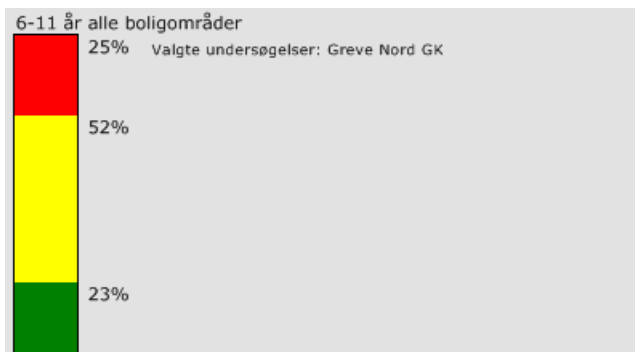 6-11 år alle boligområder
25% Valgte undersøgelser: Greve Nord GK
52%
23%